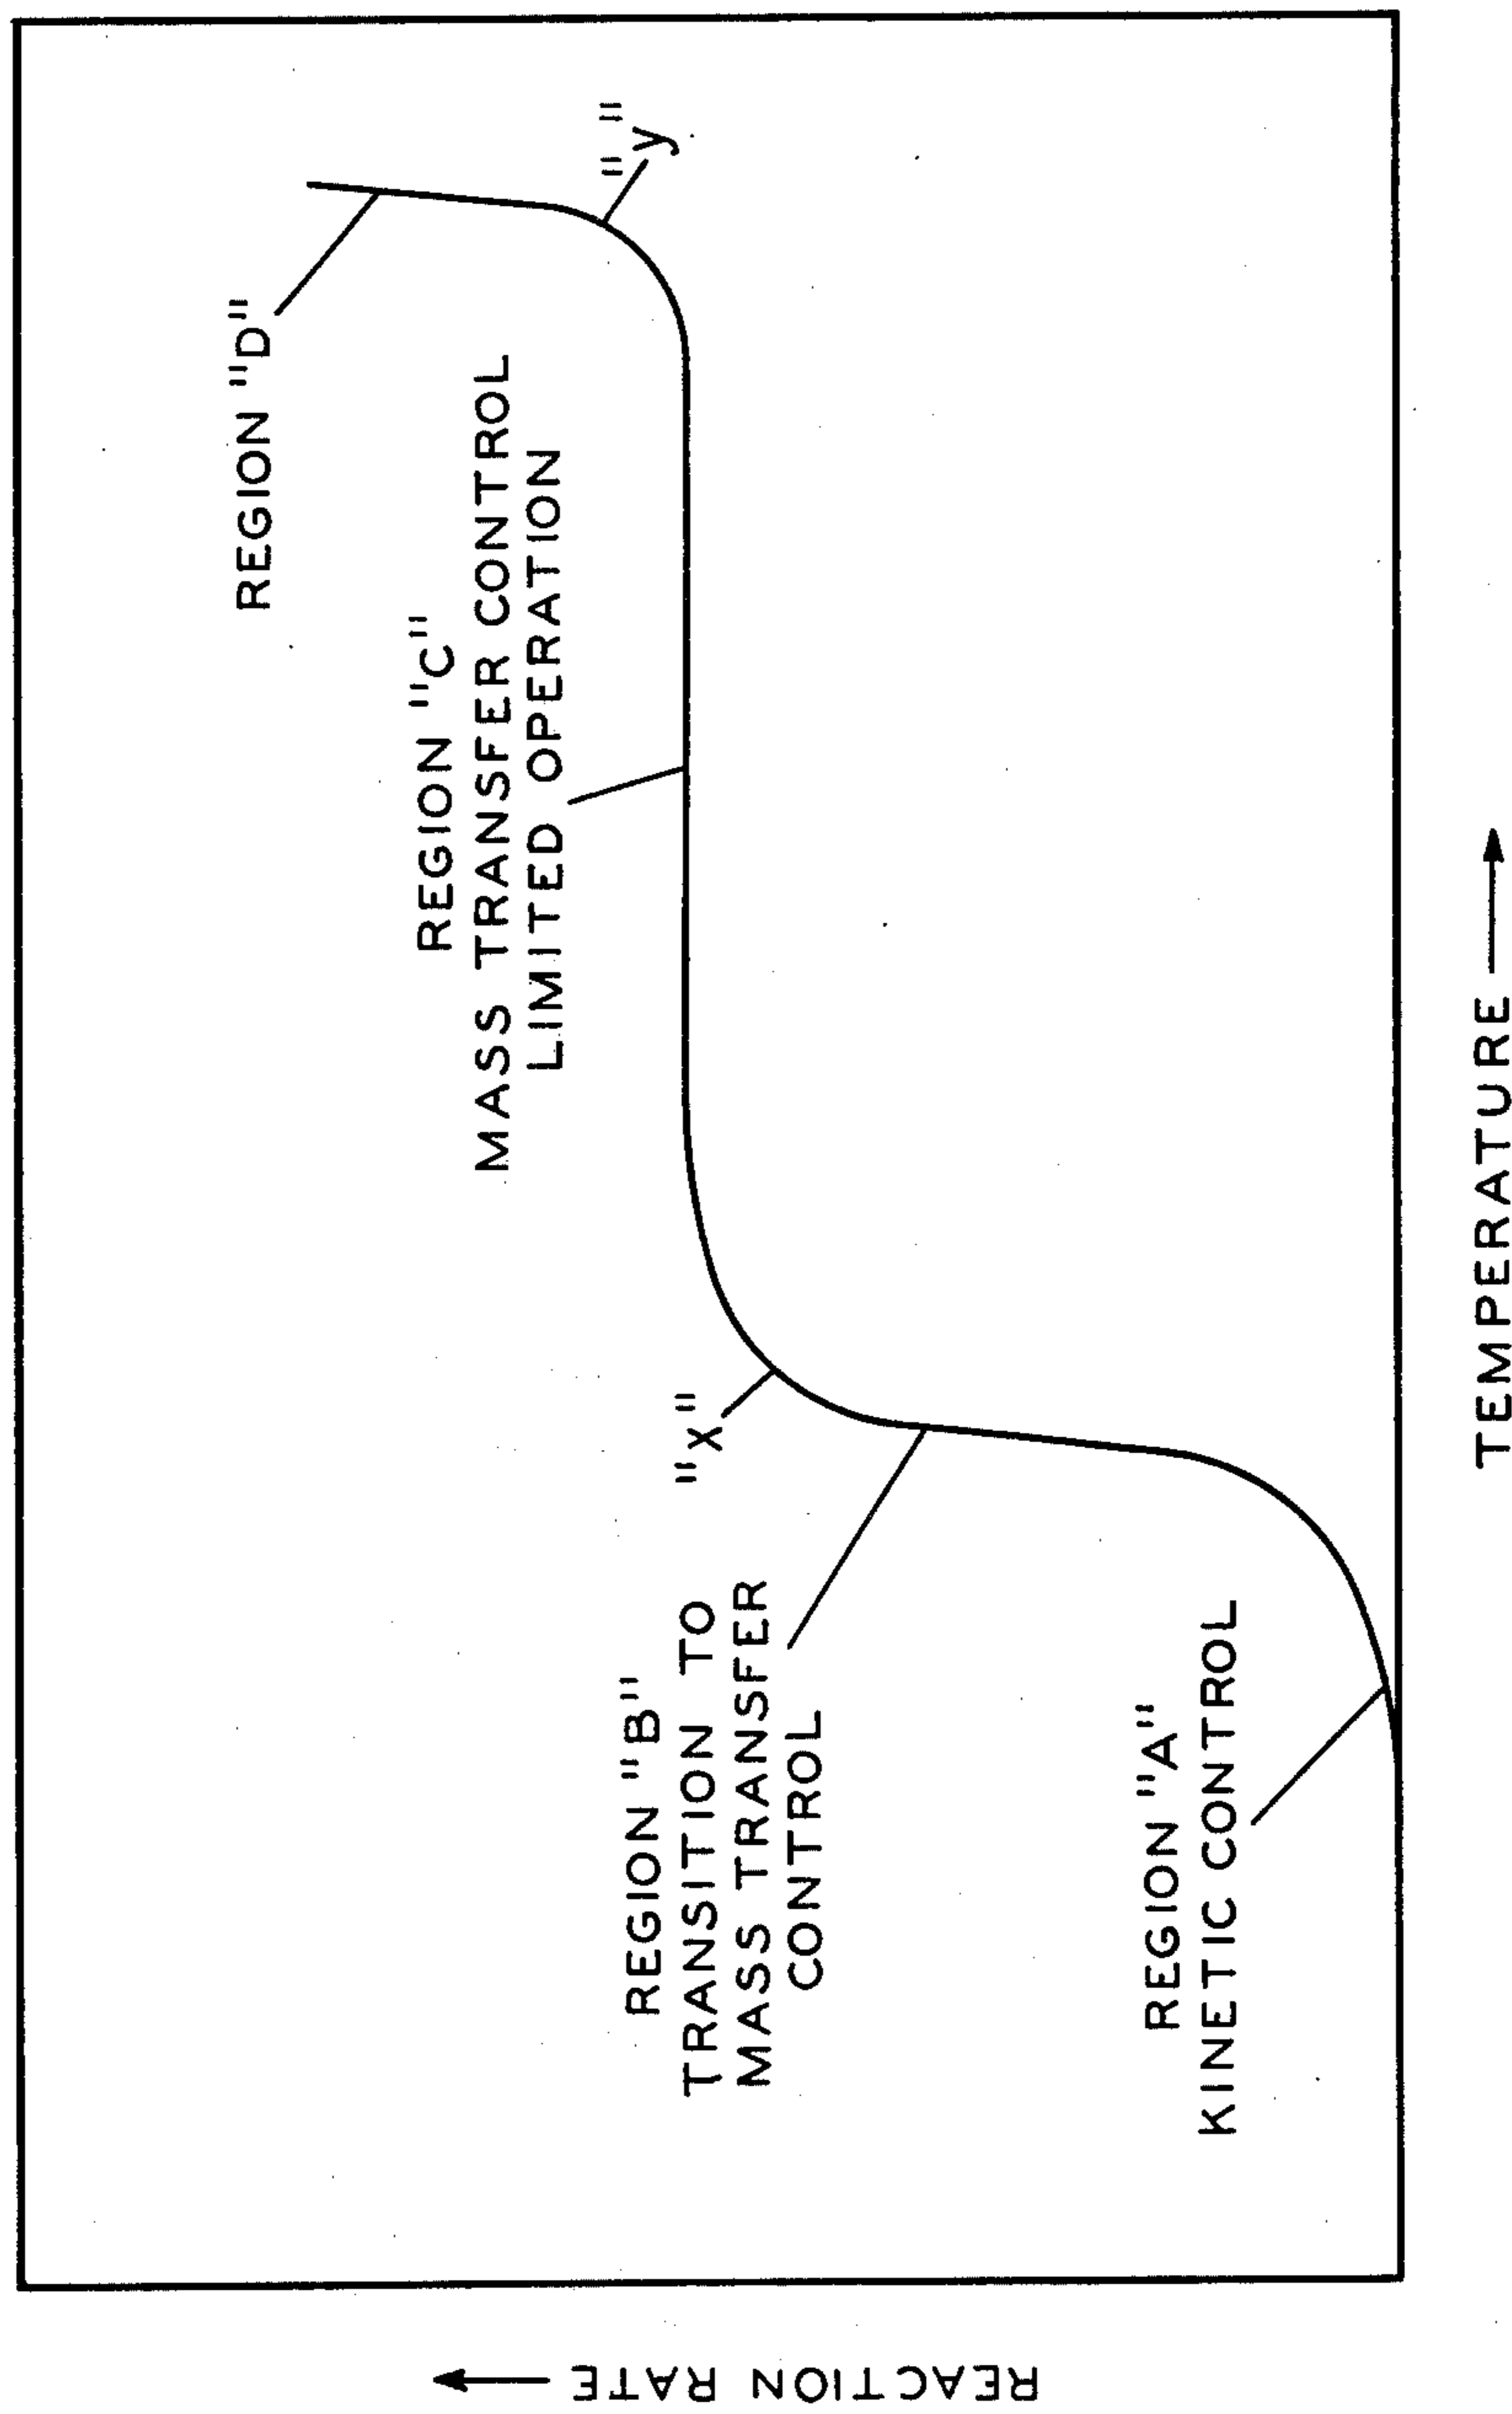 REGION "D"
REGION "C"
MASS TRANSFER CONTROL
LIMITED OPERATION
"y"
"x"
REGION "B"
TRANSITION TO
MASS TRANSFER
CONTROL
REGION "A"
KINETIC CONTROL
REACTION RATE
TEMPERATURE